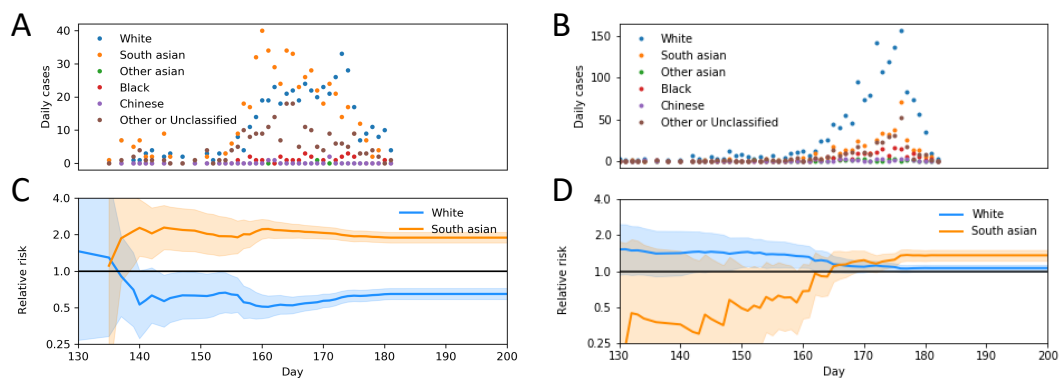 A
Daily cases
40
30
20
10
0
White
South asian
Other asian
Black
Chinese
Other or Unclassified
B
Daily cases
150
100
50
0
White
South asian
Other asian
Black
Chinese
Other or Unclassified
C
Relative risk
4.0
2.0
1.0
0.5
0.25
White
South asian
130 140 150 160 170 180 190 200
Day
D
Relative risk
4.0
2.0
1.0
0.5
0.25
White
South asian
130 140 150 160 170 180 190 200
Day